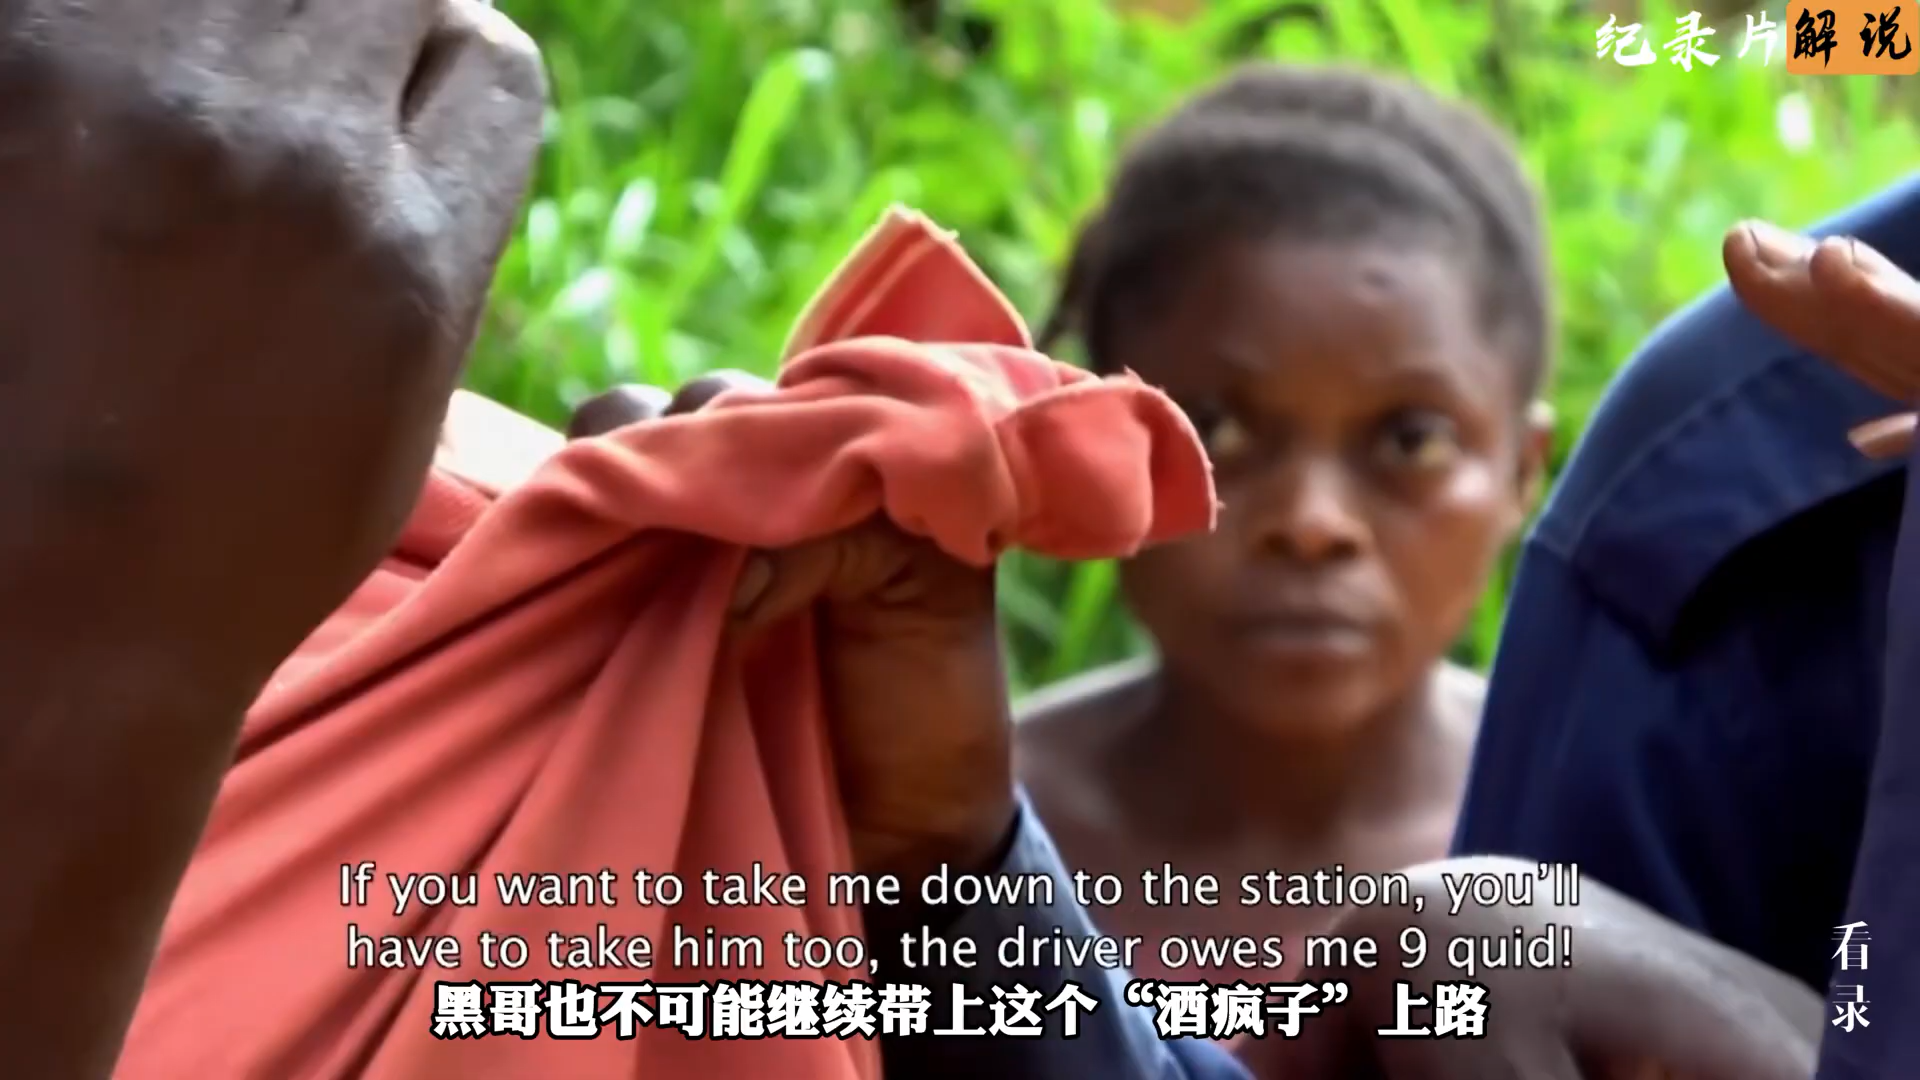 纪录片解说
If you want to take me down to the station, you'll
have to take him too, the driver owes me 9 quid!
黑哥也不可能继续带上这个“酒疯子”上路
看录